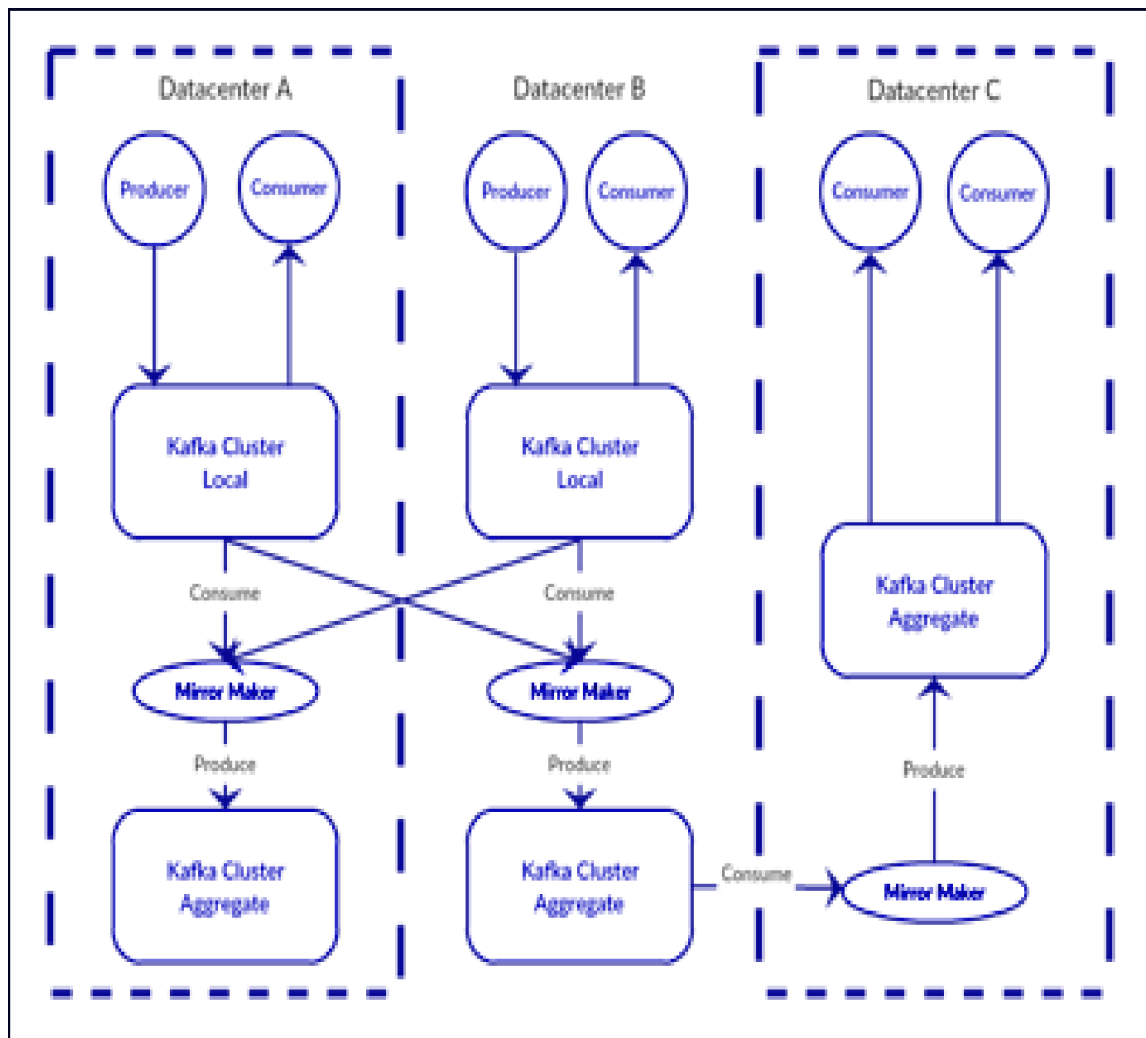 Datacenter A
Datacenter B
Datacenter C
Producer
Consumer
Producer
Consumer
Consumer
Consumer
Kafka Cluster
Local
Kafka Cluster
Local
Kafka Cluster
Aggregate
Consume
Consume
Mirror Maker
Mirror Maker
Produce
Produce
Produce
Kafka Cluster
Aggregate
Kafka Cluster
Aggregate
Consume
Mirror Maker